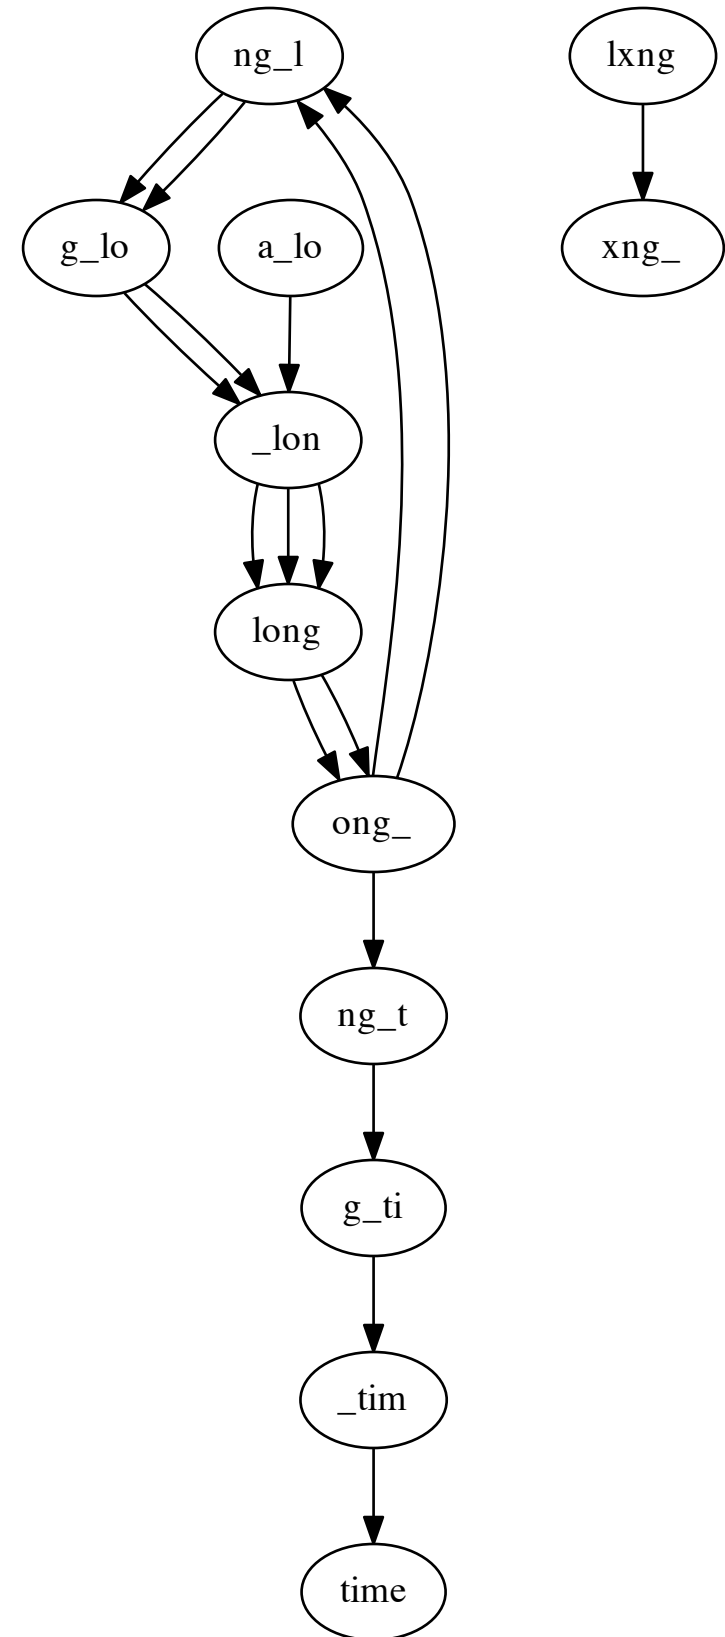 ng_l
lxng
g_lo
a_lo
xng_
_lon
long
ong_
ng_t
g_ti
_tim
time